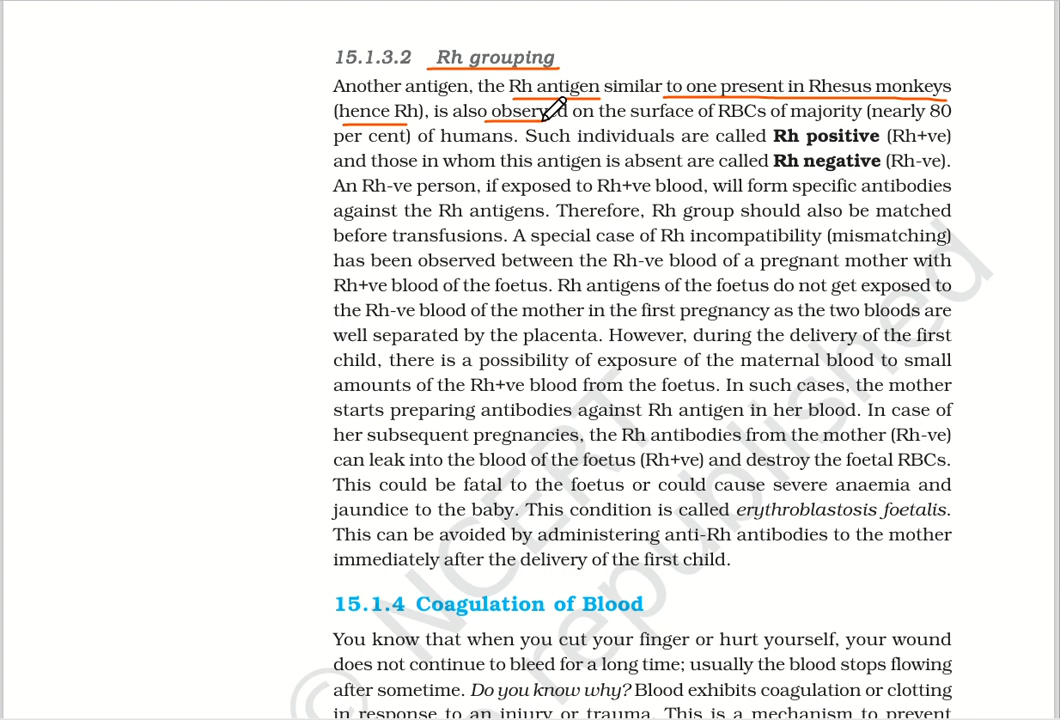 15.1.3.2 Rh grouping
Another antigen, the Rh antigen similar to one present in Rhesus monkeys
(hence Rh), is also observed on the surface of RBCs of majority (nearly 80
per cent) of humans. Such individuals are called Rh positive (Rh+ve)
and those in whom this antigen is absent are called Rh negative (Rh-ve).
An Rh-ve person, if exposed to Rh+ve blood, will form specific antibodies
against the Rh antigens. Therefore, Rh group should also be matched
before transfusions. A special case of Rh incompatibility (mismatching)
has been observed between the Rh-ve blood of a pregnant mother with
Rh+ve blood of the foetus. Rh antigens of the foetus do not get exposed to
the Rh-ve blood of the mother in the first pregnancy as the two bloods are
well separated by the placenta. However, during the delivery of the first
child, there is a possibility of exposure of the maternal blood to small
amounts of the Rh+ve blood from the foetus. In such cases, the mother
starts preparing antibodies against Rh antigen in her blood. In case of
her subsequent pregnancies, the Rh antibodies from the mother (Rh-ve)
can leak into the blood of the foetus (Rh+ve) and destroy the foetal RBCs.
This could be fatal to the foetus or could cause severe anaemia and
jaundice to the baby. This condition is called erythroblastosis foetalis.
This can be avoided by administering anti-Rh antibodies to the mother
immediately after the delivery of the first child.
15.1.4 Coagulation of Blood
You know that when you cut your finger or hurt yourself, your wound
does not continue to bleed for a long time; usually the blood stops flowing
after sometime. Do you know why? Blood exhibits coagulation or clotting
in response to an injury or trauma. This is a mechanism to prevent
© NCERT
republished